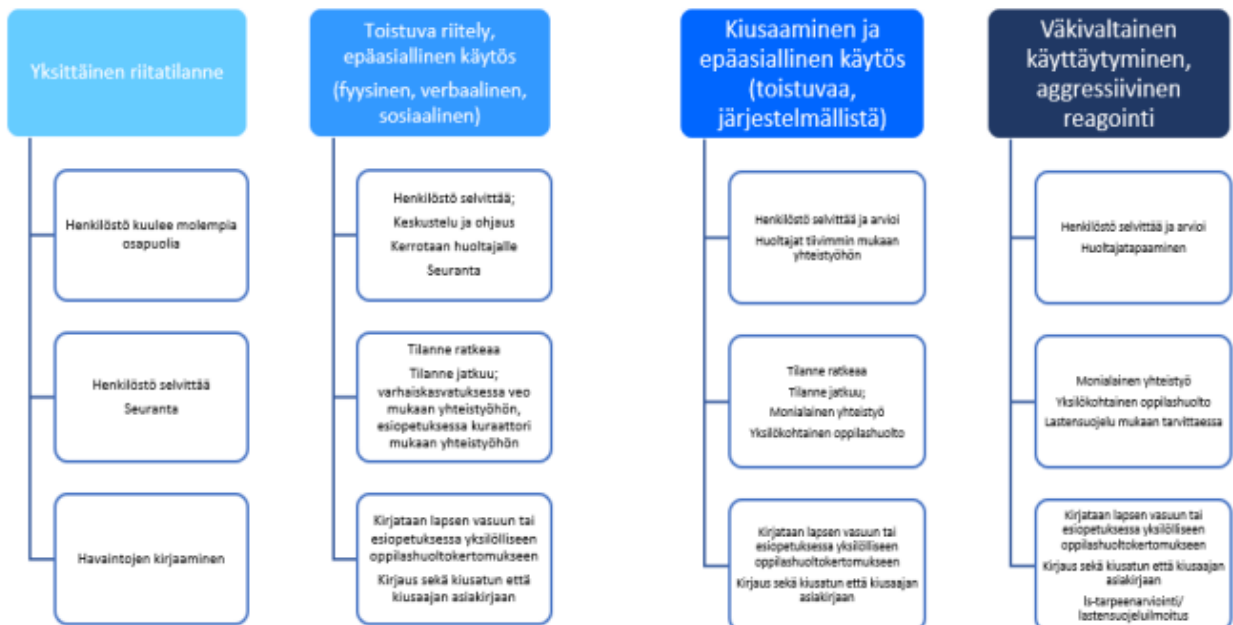 Yksittäinen riitatilanne
Henkilöstö kuulee molempia
osapuolia
Henkilöstö selvittää
Seuranta
Havaintojen kirjaaminen
Toistuva riitely,
epäasiallinen käytös
(fyysinen, verbaalinen,
sosiaalinen)
Henkilöstö selvittää;
Keskustelu ja ohjaus
Kerrotaan huoltajalle
Seuranta
Tilanne ratkeaa
Tilanne jatkuu;
varhaiskasvatuksessa veo
mukaan yhteistyöhön,
esiopetuksessa kuraattori
mukaan yhteistyöhön
Kirjataan lapsen vasuun tai
esiopetuksessa yksilölliseen
oppilashuoltokertomukseen
Kirjaus sekä kiusatun että
kiusaajan asiakirjaan
Kiusaaminen ja
epäasiallinen käytös
(toistuvaa,
järjestelmällistä)
Henkilöstö selvittää ja arvioi
Huoltajat tiivimmin mukaan
yhteistyöhön
Tilanne ratkeaa
Tilanne jatkuu;
Monialainen yhteistyö
Yksilökohtainen oppilashuolto
Kirjataan lapsen vasuun tai
esiopetuksessa yksilölliseen
oppilashuoltokertomukseen
Kirjaus sekä kiusatun että kiusaajan
asiakirjaan
Väkivaltainen
käyttäytyminen,
aggressiivinen
reagointi
Henkilöstö selvittää ja arvioi
Huoltajatapaaminen
Monialainen yhteistyö
Yksilökohtainen oppilashuolto
Lastensuojelu mukaan tarvittaessa
Kirjataan lapsen vasuun tai
esiopetuksessa yksilölliseen
oppilashuoltokertomukseen
Kirjaus sekä kiusatun että kiusaajan
asiakirjaan
ls-tarpeenarviointi/
lastensuojeluilmoitus